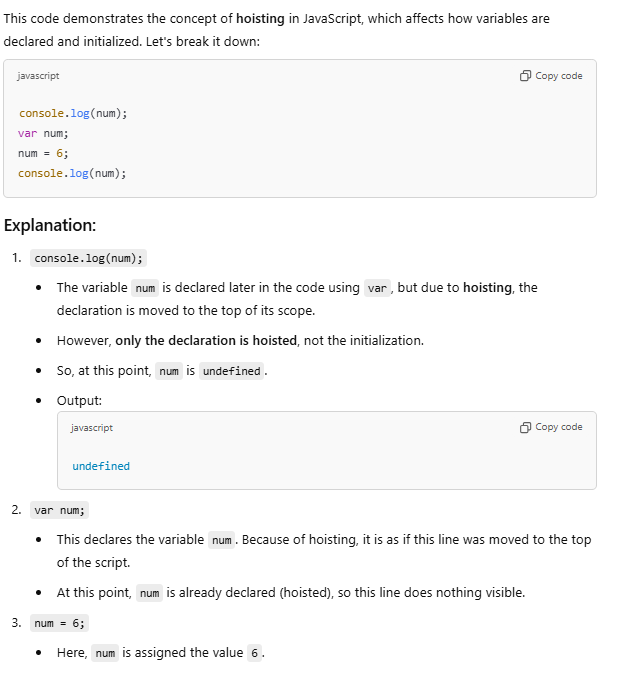 This code demonstrates the concept of hoisting in JavaScript, which affects how variables are
declared and initialized. Let's break it down:
javascript
Copy code
console.log(num);
var num;
num = 6;
console.log(num);
Explanation:
1. console.log(num);
• The variable num is declared later in the code using var, but due to hoisting, the
declaration is moved to the top of its scope.
• However, only the declaration is hoisted, not the initialization.
• So, at this point, num is undefined.
• Output:
javascript
Copy code
undefined
2. var num;
• This declares the variable num. Because of hoisting, it is as if this line was moved to the top
of the script.
• At this point, num is already declared (hoisted), so this line does nothing visible.
3. num = 6;
• Here, num is assigned the value 6.